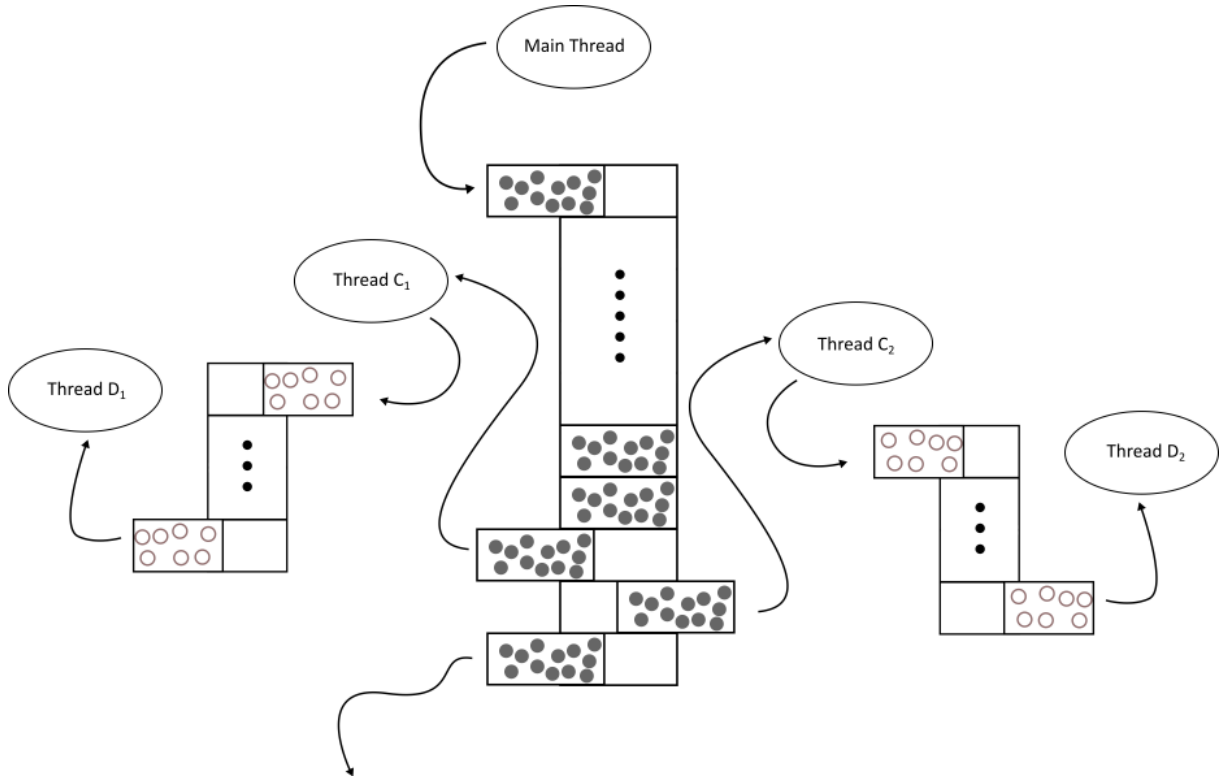 Main Thread
Thread C₁
Thread C₂
Thread D₁
Thread D₂